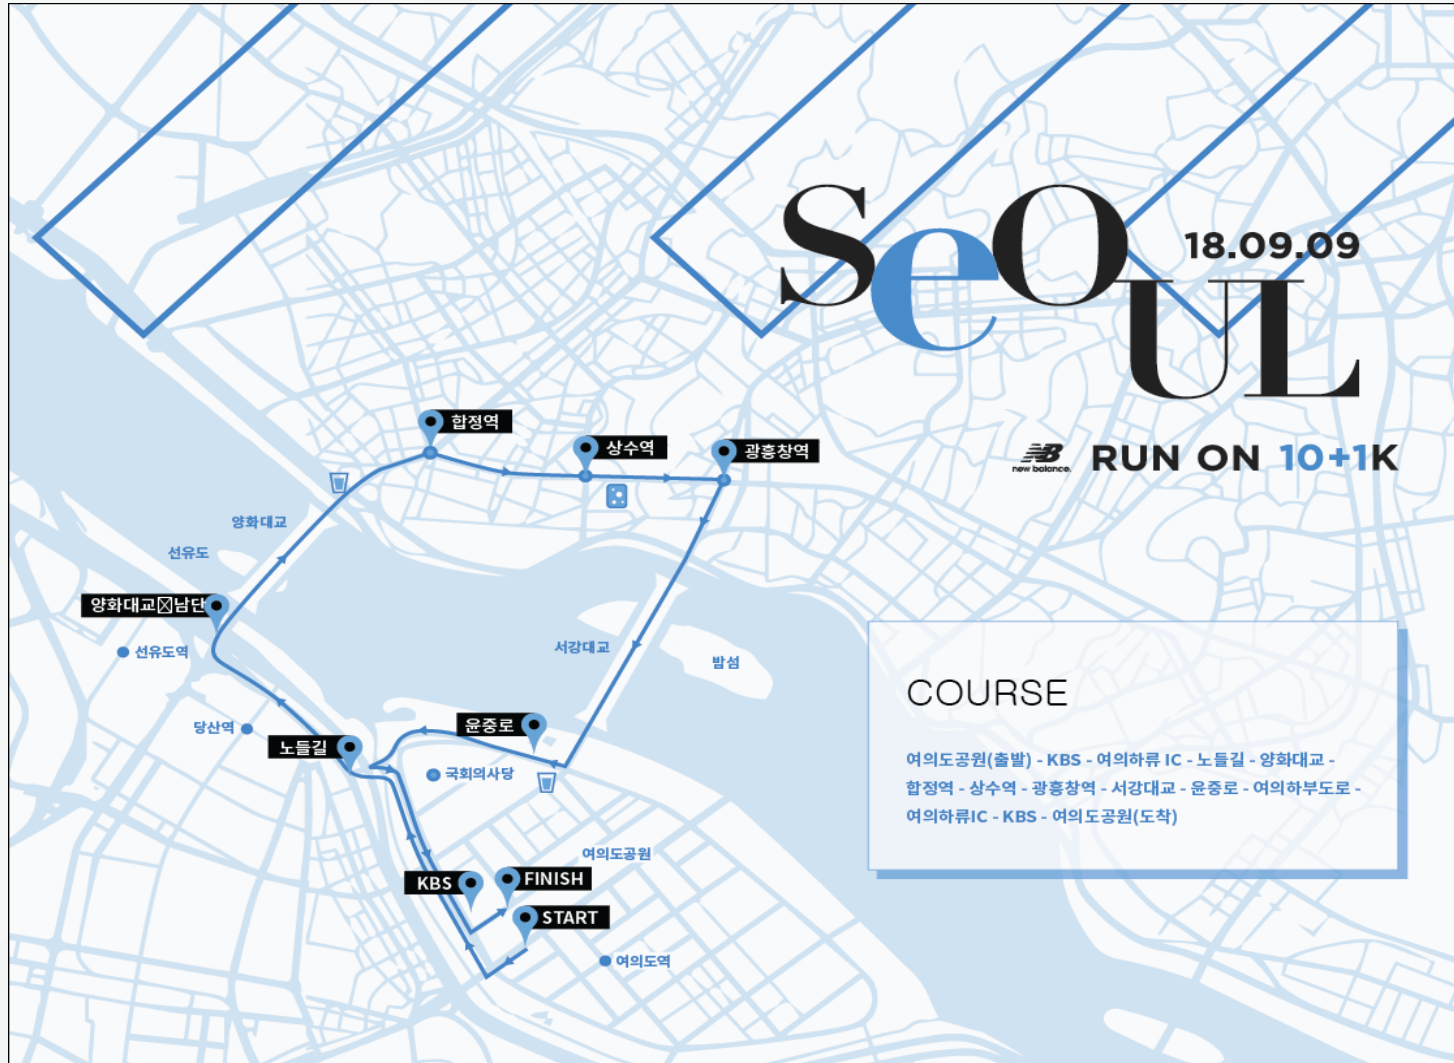 SeOUL
18.09.09
new balance.
RUN ON 10+1K
합정역
상수역
광흥창역
양화대교
선유도
양화대교남단
선유도역
서강대교
밤섬
당산역
노들길
윤중로
국회의사당
여의도공원
KBS
FINISH
START
여의도역
COURSE
여의도공원(출발) - KBS - 여의하류 IC - 노들길 - 양화대교 -
합정역 - 상수역 - 광흥창역 - 서강대교 - 윤중로 - 여의하부도로 -
여의하류IC - KBS - 여의도공원(도착)